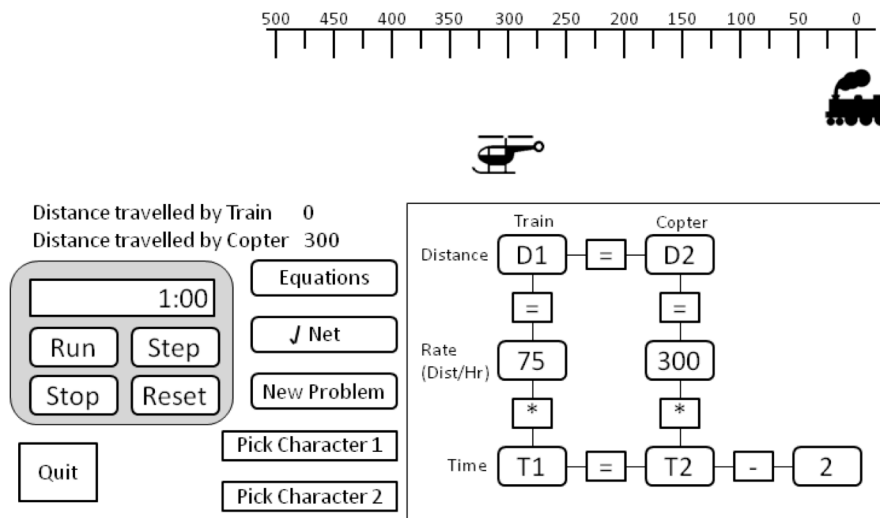 500 450 400 350 300 250 200 150 100 50 0
Distance travelled by Train 0
Distance travelled by Copter 300
1:00
Run Step
Stop Reset
Quit
Equations
√ Net
New Problem
Pick Character 1
Pick Character 2
Train Copter
Distance D1 = D2
= =
Rate
(Dist/Hr) 75 300
* *
Time T1 = T2 - 2